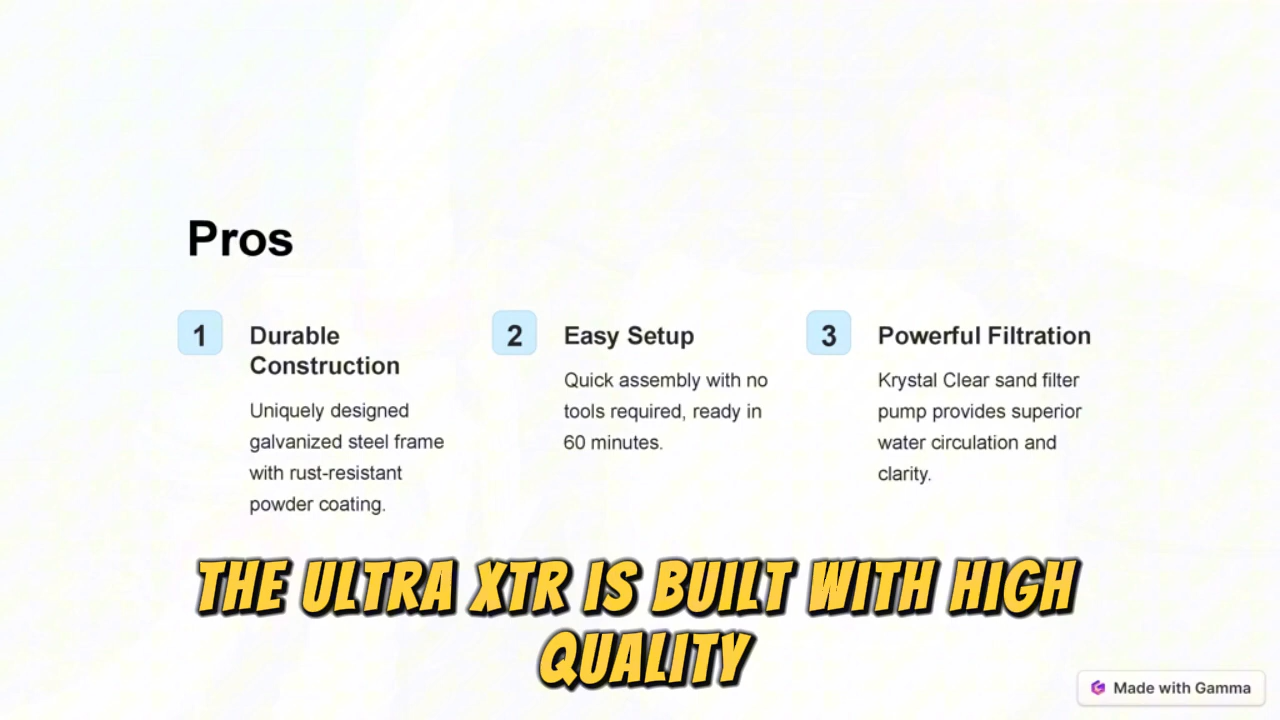 Pros
1
Durable
Construction
Uniquely designed
galvanized steel frame
with rust-resistant
powder coating.
2
Easy Setup
Quick assembly with no
tools required, ready in
60 minutes.
3
Powerful Filtration
Krystal Clear sand filter
pump provides superior
water circulation and
clarity.
THE ULTRA XTR IS BUILT WITH HIGH
QUALITY
Made with Gamma